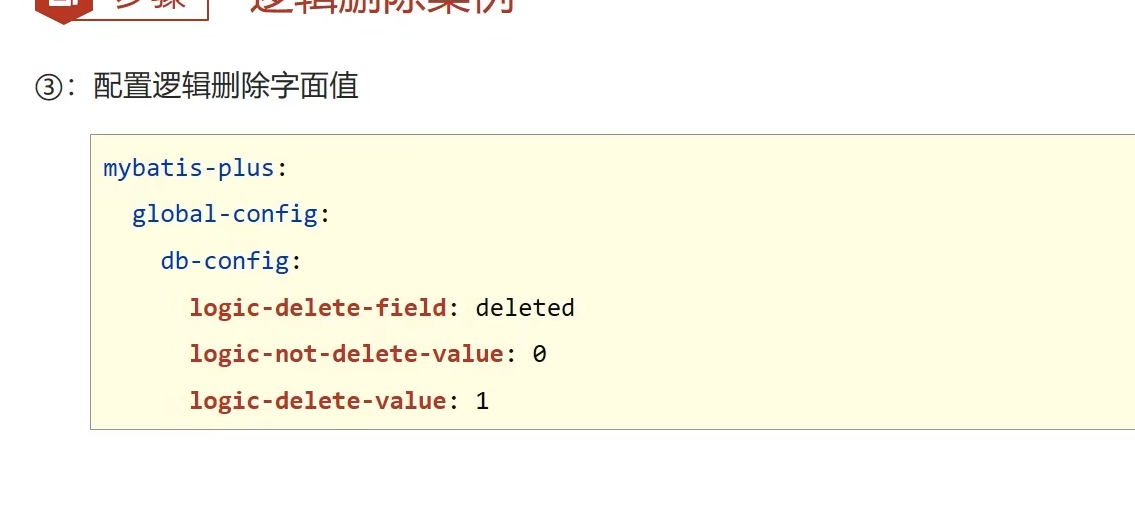 步骤
逻辑删除案例
③：配置逻辑删除字面值
mybatis-plus:
  global-config:
    db-config:
      logic-delete-field: deleted
      logic-not-delete-value: 0
      logic-delete-value: 1